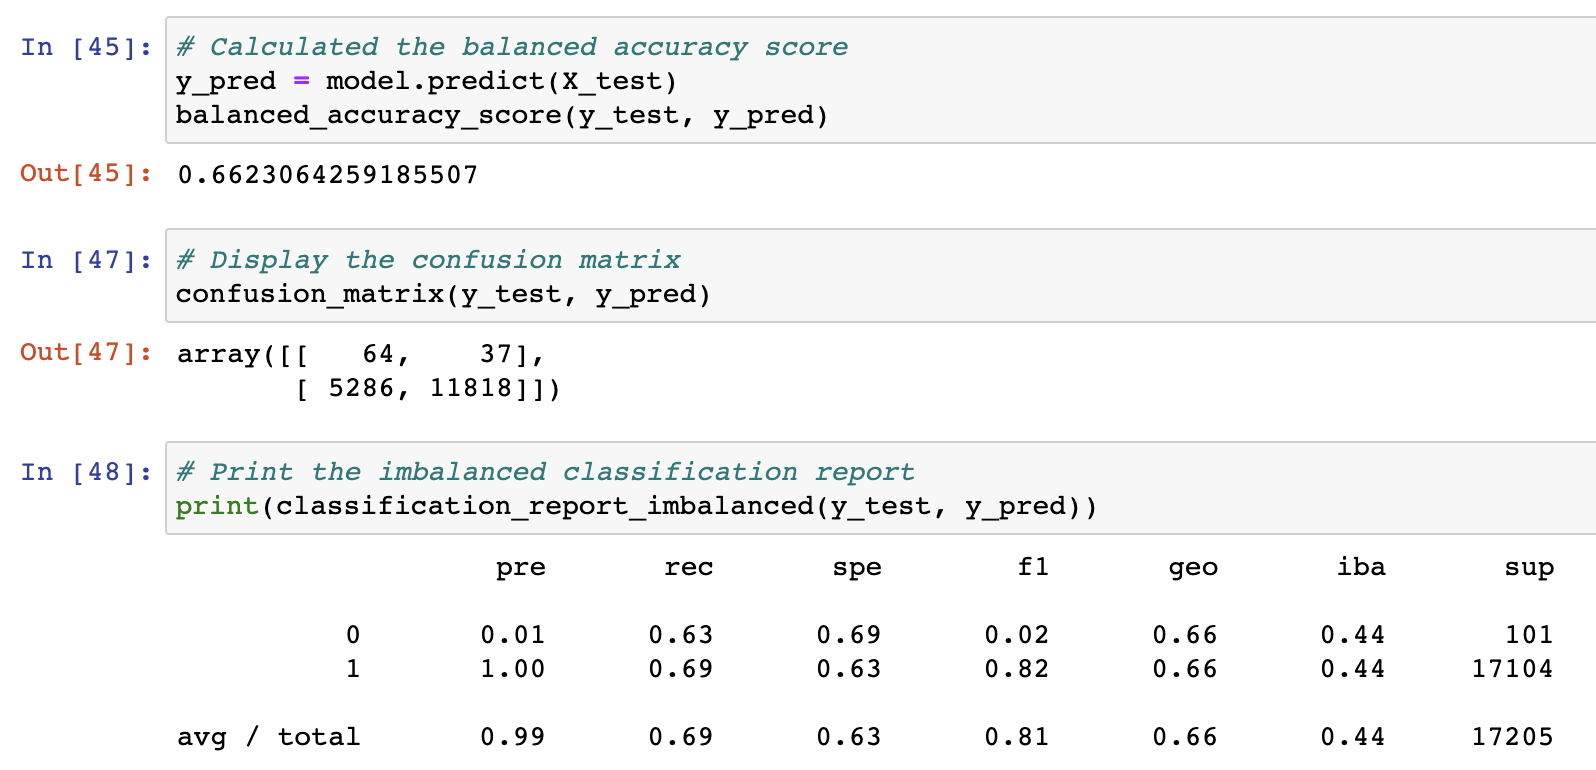 In [45]: # Calculated the balanced accuracy score
y_pred = model.predict(X_test)
balanced_accuracy_score(y_test, y_pred)
Out[45]: 0.6623064259185507
In [47]: # Display the confusion matrix
confusion_matrix(y_test, y_pred)
Out[47]: array([[   64,    37],
       [ 5286, 11818]])
In [48]: # Print the imbalanced classification report
print(classification_report_imbalanced(y_test, y_pred))
pre rec spe f1 geo iba sup
0 0.01 0.63 0.69 0.02 0.66 0.44 101
1 1.00 0.69 0.63 0.82 0.66 0.44 17104
avg / total 0.99 0.69 0.63 0.81 0.66 0.44 17205